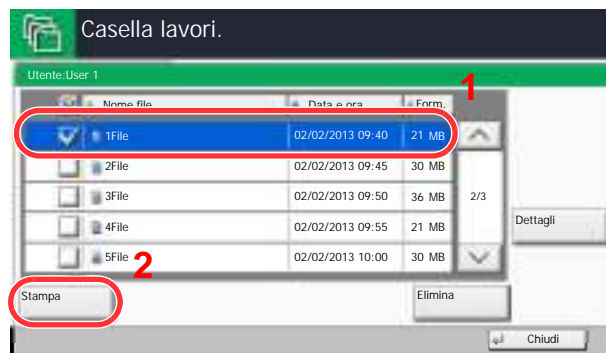 Casella lavori.
Utente:User 1
1
Nome file Data e ora Form.
1File 02/02/2013 09:40 21 MB
2File 02/02/2013 09:45 30 MB
3File 02/02/2013 09:50 36 MB 2/3
4File 02/02/2013 09:55 21 MB
Dettagli
5File 02/02/2013 10:00 30 MB
2
Stampa Elimina
Chiudi